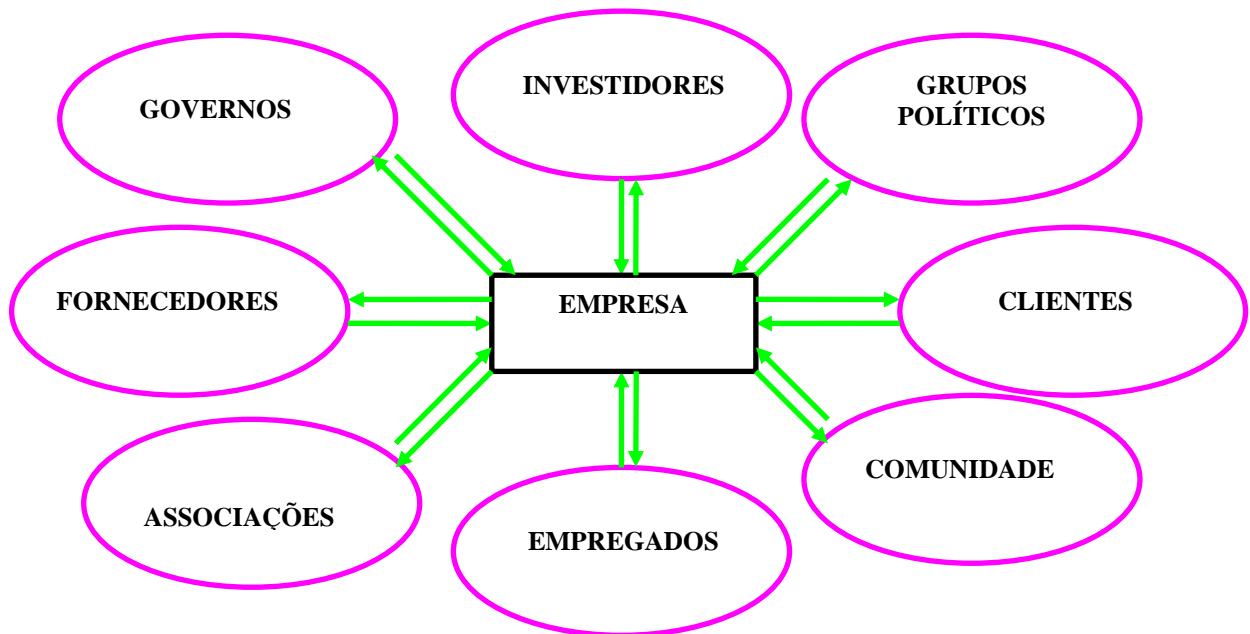 INVESTIDORES
GRUPOS
POLÍTICOS
GOVERNOS
FORNECEDORES
EMPRESA
CLIENTES
COMUNIDADE
ASSOCIAÇÕES
EMPREGADOS